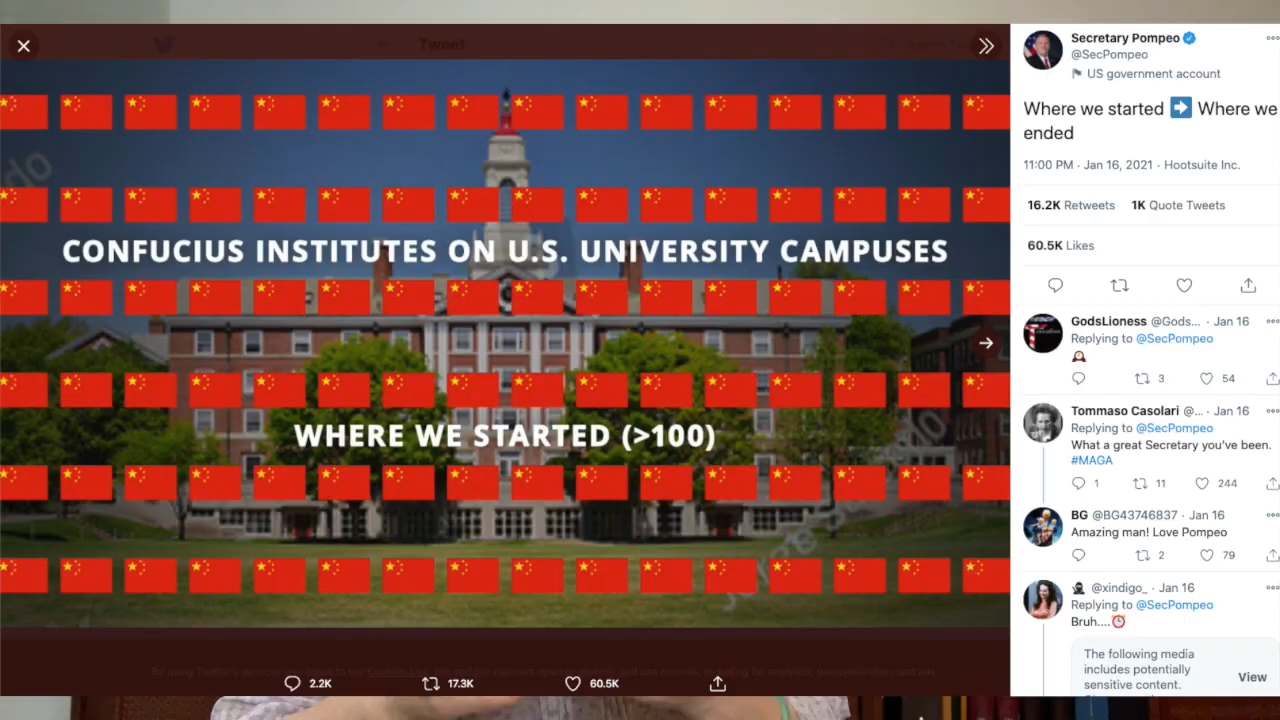 Tweet
CONFUCIUS INSTITUTES ON U.S. UNIVERSITY CAMPUSES
WHERE WE STARTED (>100)
2.2K
17.3K
60.5K
Secretary Pompeo
@SecPompeo
US government account
Where we started ➡️ Where we
ended
11:00 PM · Jan 16, 2021 · Hootsuite Inc.
16.2K Retweets 1K Quote Tweets
60.5K Likes
GodsLioness @Gods... · Jan 16
Replying to @SecPompeo
3 54
Tommaso Casolari @... · Jan 16
Replying to @SecPompeo
What a great Secretary you've been.
#MAGA
1 11 244
BG @BG43746837 · Jan 16
Amazing man! Love Pompeo
2 79
@xindigo_ · Jan 16
Replying to @SecPompeo
Bruh....⏰
The following media
includes potentially
sensitive content.
View